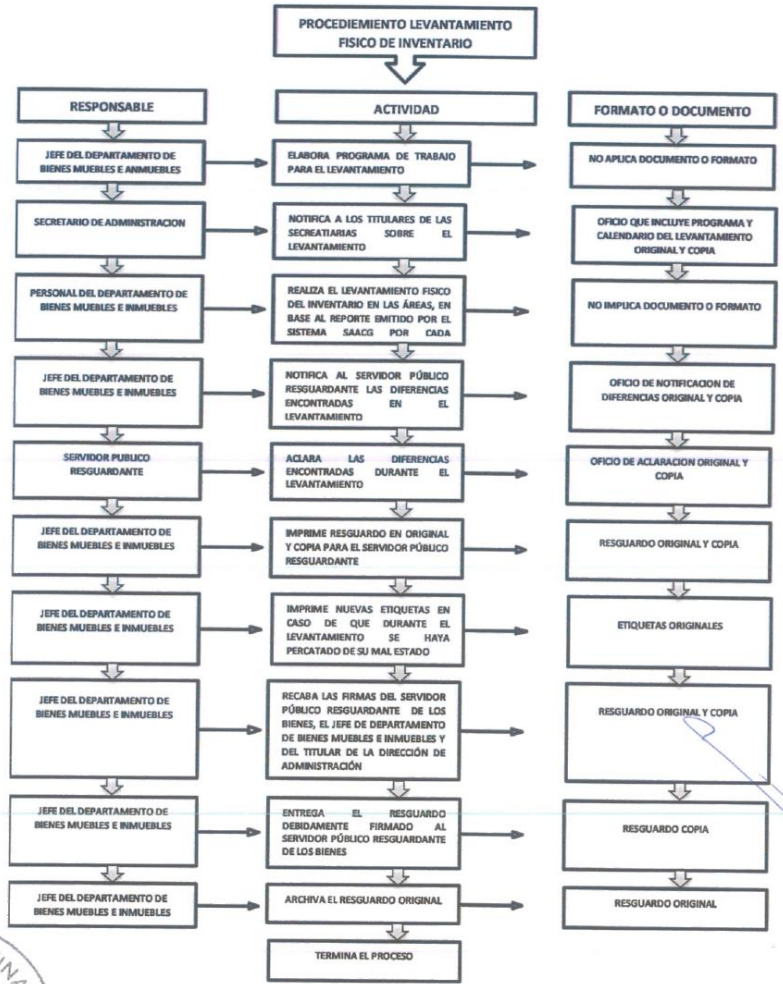 PROCEDIEMIENTO LEVANTAMIENTO
FISICO DE INVENTARIO
RESPONSABLE
ACTIVIDAD
FORMATO O DOCUMENTO
JEFE DEL DEPARTAMENTO DE
BIENES MUEBLES E ANMUEBLES
ELABORA PROGRAMA DE TRABAJO
PARA EL LEVANTAMIENTO
NO APLICA DOCUMENTO O FORMATO
SECRETARIO DE ADMINISTRACION
NOTIFICA A LOS TITULARES DE LAS
SECREATIARIAS SOBRE EL
LEVANTAMIENTO
OFICIO QUE INCLUYE PROGRAMA Y
CALENDARIO DEL LEVANTAMIENTO
ORIGINAL Y COPIA
PERSONAL DEL DEPARTAMENTO DE
BIENES MUEBLES E INMUEBLES
REALIZA EL LEVANTAMIENTO FISICO
DEL INVENTARIO EN LAS ÁREAS, EN
BASE AL REPORTE EMITIDO POR EL
SISTEMA SAACG POR CADA
NO IMPLICA DOCUMENTO O FORMATO
JEFE DEL DEPARTAMENTO DE
BIENES MUEBLES E INMUEBLES
NOTIFICA AL SERVIDOR PÚBLICO
RESGUARDANTE LAS DIFERENCIAS
ENCONTRADAS EN EL
LEVANTAMIENTO
OFICIO DE NOTIFICACION DE
DIFERENCIAS ORIGINAL Y COPIA
SERVIDOR PUBLICO
RESGUARDANTE
ACLARA LAS DIFERENCIAS
ENCONTRADAS DURANTE EL
LEVANTAMIENTO
OFICIO DE ACLARACION ORIGINAL Y
COPIA
JEFE DEL DEPARTAMENTO DE
BIENES MUEBLES E INMUEBLES
IMPRIME RESGUARDO EN ORIGINAL
Y COPIA PARA EL SERVIDOR PÚBLICO
RESGUARDANTE
RESGUARDO ORIGINAL Y COPIA
JEFE DEL DEPARTAMENTO DE
BIENES MUEBLES E INMUEBLES
IMPRIME NUEVAS ETIQUETAS EN
CASO DE QUE DURANTE EL
LEVANTAMIENTO SE HAYA
PERCATADO DE SU MAL ESTADO
ETIQUETAS ORIGINALES
JEFE DEL DEPARTAMENTO DE
BIENES MUEBLES E INMUEBLES
RECABA LAS FIRMAS DEL SERVIDOR
PÚBLICO RESGUARDANTE DE LOS
BIENES, EL JEFE DE DEPARTAMENTO
DE BIENES MUEBLES E INMUEBLES Y
DEL TITULAR DE LA DIRECCIÓN DE
ADMINISTRACIÓN
RESGUARDO ORIGINAL Y COPIA
JEFE DEL DEPARTAMENTO DE
BIENES MUEBLES E INMUEBLES
ENTREGA EL RESGUARDO
DEBIDAMENTE FIRMADO AL
SERVIDOR PÚBLICO RESGUARDANTE
DE LOS BIENES
RESGUARDO COPIA
JEFE DEL DEPARTAMENTO DE
BIENES MUEBLES E INMUEBLES
ARCHIVA EL RESGUARDO ORIGINAL
RESGUARDO ORIGINAL
TERMINA EL PROCESO